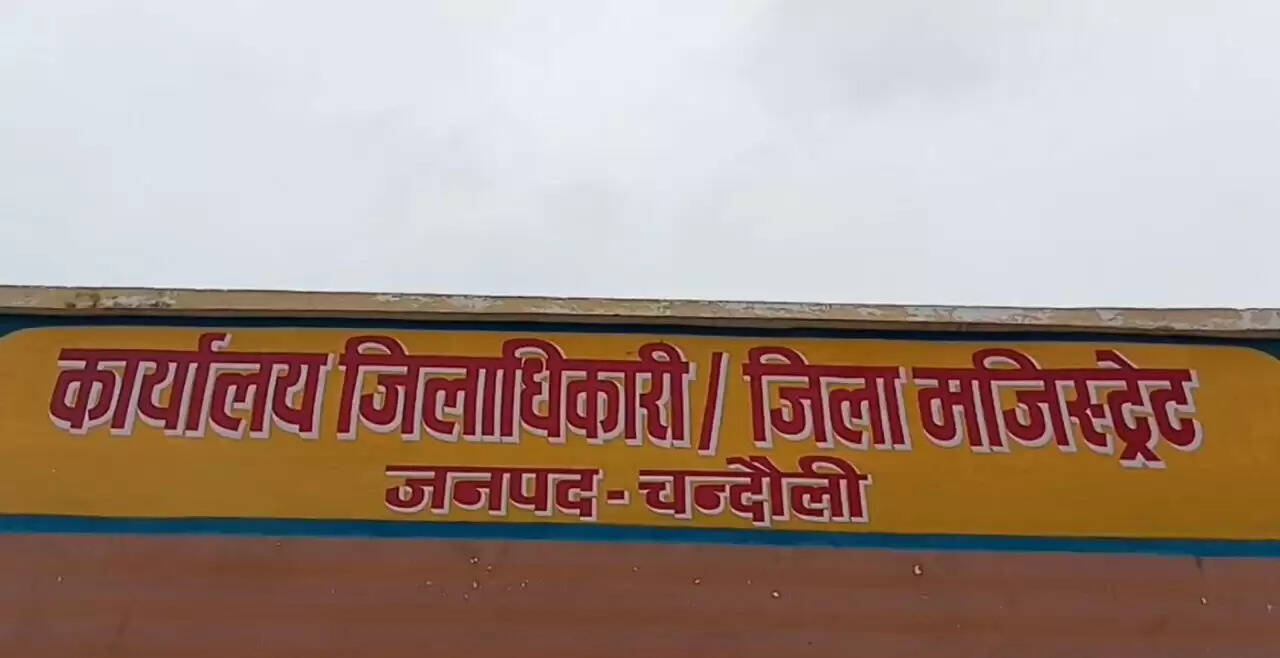 कार्यालय जिलाधिकारी/जिला मजिस्ट्रेट
जनपद-चन्दौली